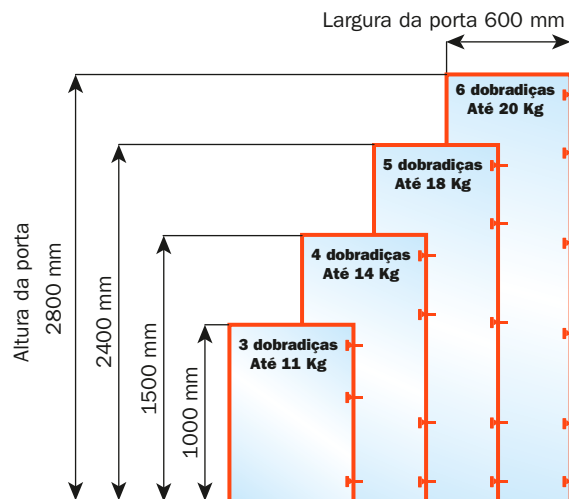 Largura da porta 600 mm
6 dobradiças
Até 20 Kg
5 dobradiças
Até 18 Kg
4 dobradiças
Até 14 Kg
3 dobradiças
Até 11 Kg
Altura da porta
2800 mm
2400 mm
1500 mm
1000 mm